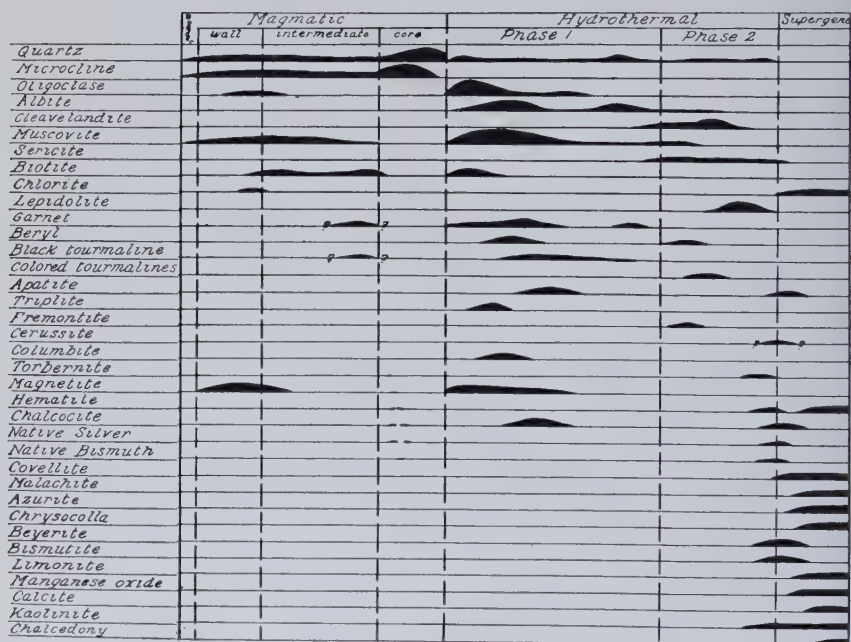 Magmatic Hydrothermal Supergene
wall intermediate core Phase 1 Phase 2
Quartz
Microcline
Oligoclase
Albite
Cleavelandite
Muscovite
Sericite
Biotite
Chlorite
Lepidolite
Garnet
? ?
Beryl
Black tourmaline
? ?
Colored tourmalines
Apatite
Triplite
Fremontite
Cerussite
? ?
Columbite
Torbernite
Magnetite
Hematite
Chalcocite
Native Silver
Native Bismuth
Covellite
Malachite
Azurite
Chrysocolla
Beyerite
Bismutite
Limonite
Manganese oxide
Calcite
Kaolinite
Chalcedony